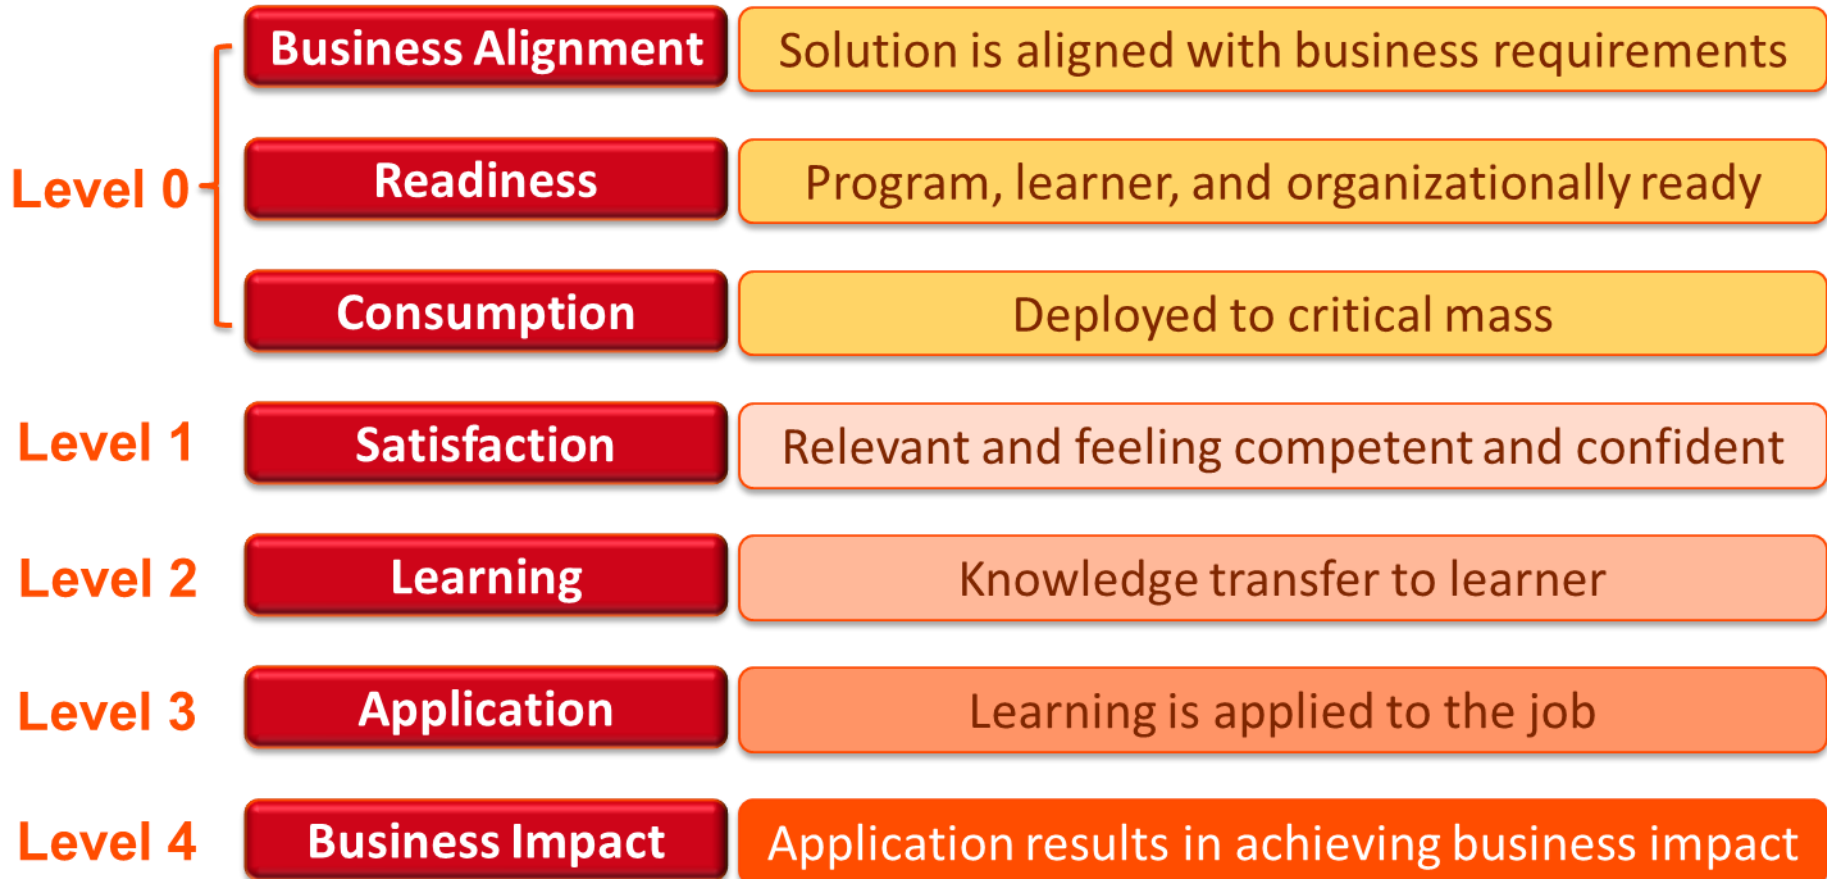 Business Alignment
Solution is aligned with business requirements
Level 0
Readiness
Program, learner, and organizationally ready
Consumption
Deployed to critical mass
Level 1
Satisfaction
Relevant and feeling competent and confident
Level 2
Learning
Knowledge transfer to learner
Level 3
Application
Learning is applied to the job
Level 4
Business Impact
Application results in achieving business impact